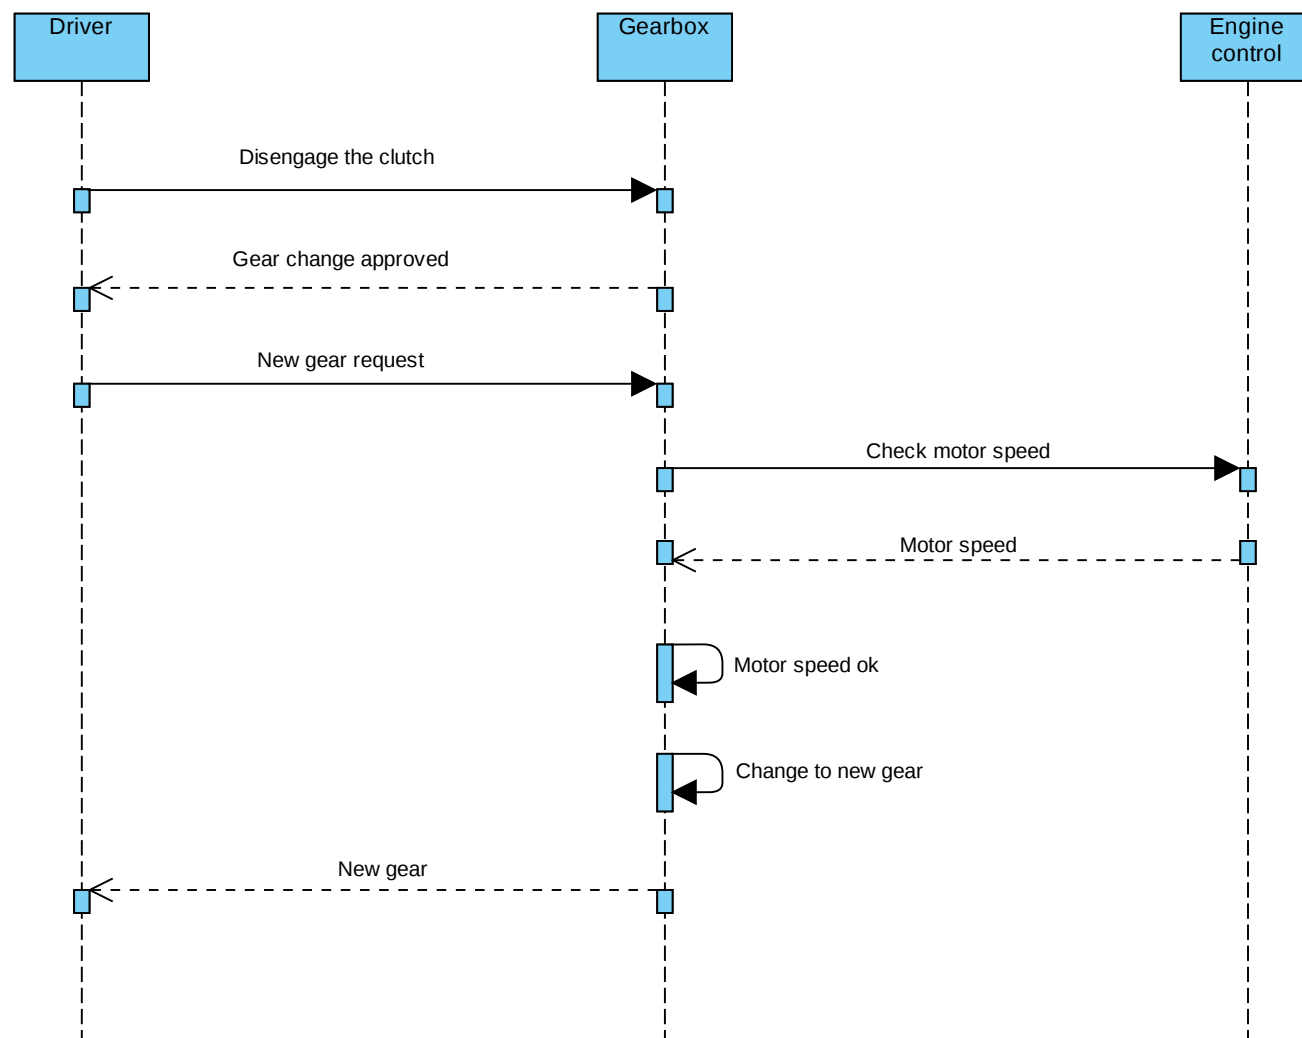 Driver
Gearbox
Engine
control
Disengage the clutch
Gear change approved
New gear request
Check motor speed
Motor speed
Motor speed ok
Change to new gear
New gear